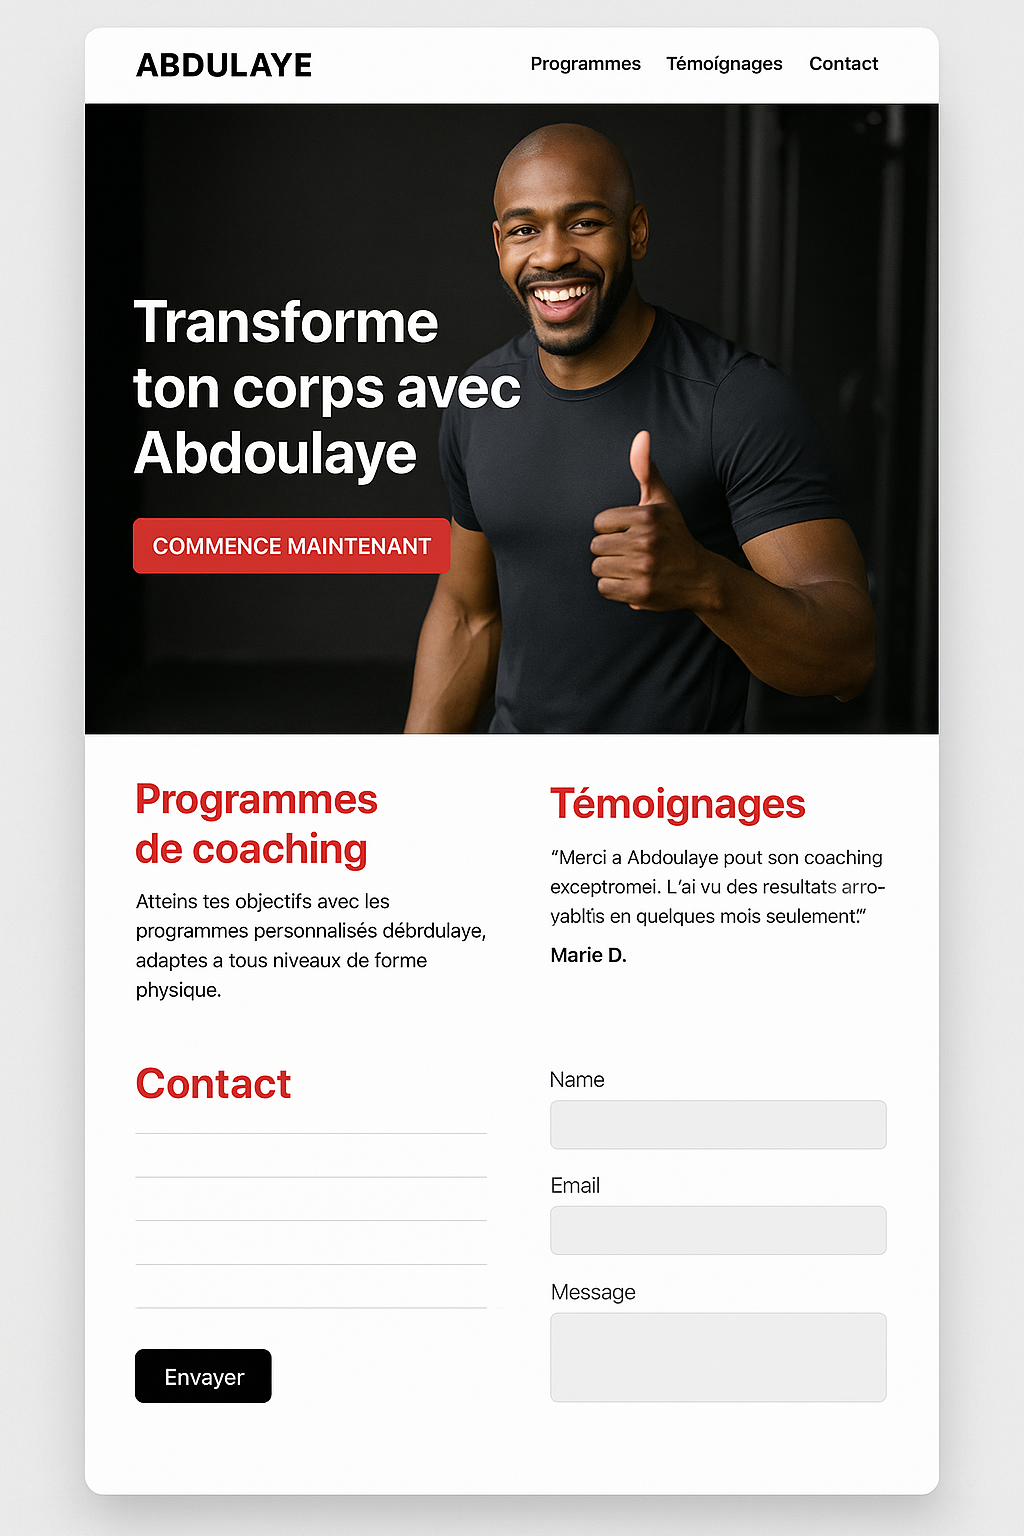 ABDULAYE
Programmes Témoígnages Contact
Transforme
ton corps avec
Abdoulaye
COMMENCE MAINTENANT
Programmes
de coaching
Atteins tes objectifs avec les
programmes personnalisés débrdulaye,
adaptes a tous niveaux de forme
physique.
Témoignages
“Merci a Abdoulaye pout son coaching
exceptromei. L’ai vu des resultats arro-
en quelques mois seulement.”
Marie D.
Contact
Envayer
Name
Email
Message